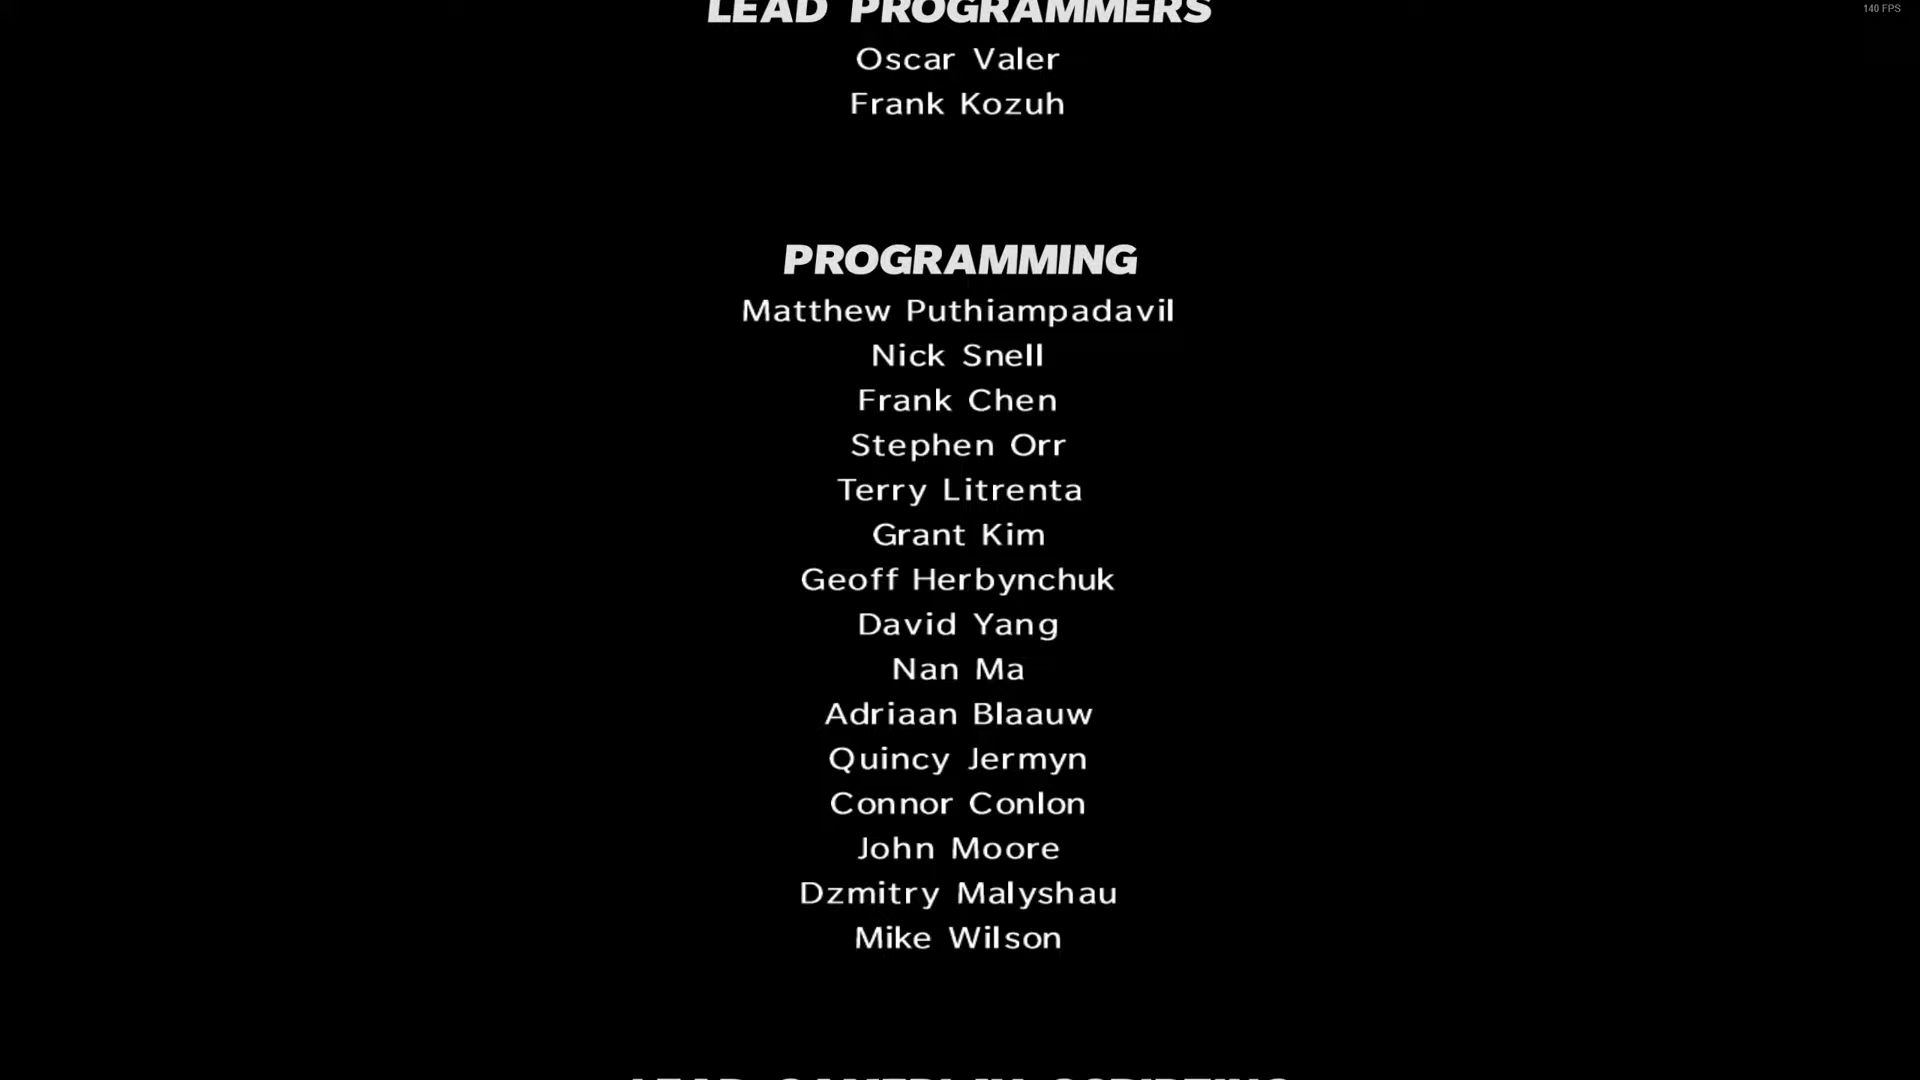 LEAD PROGRAMMERS
140 FPS
Oscar Valer
Frank Kozuh
PROGRAMMING
Matthew Puthiampadavil
Nick Snell
Frank Chen
Stephen Orr
Terry Litrenta
Grant Kim
Geoff Herbynchuk
David Yang
Nan Ma
Adriaan Blaauw
Quincy Jermyn
Connor Conlon
John Moore
Dzmitry Malyshau
Mike Wilson